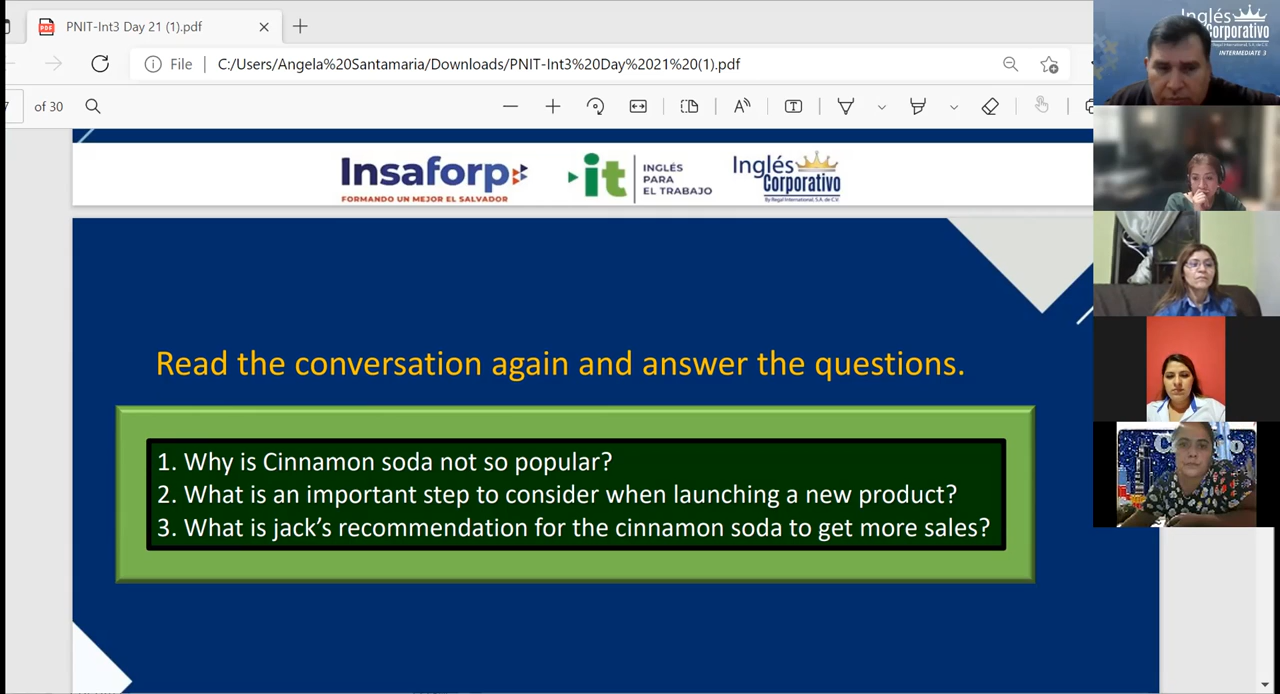 PNIT-Int3 Day 21 (1).pdf
File
C:/Users/Angela%20Santamaria/Downloads/PNIT-Int3%20Day%2021%20(1).pdf
of 30
Insaforp
FORMANDO UN MEJOR EL SALVADOR
it
INGLÉS
PARA
EL TRABAJO
Inglés
Corporativo
By Regal International, S.A. de C.V.
Read the conversation again and answer the questions.
1. Why is Cinnamon soda not so popular?
2. What is an important step to consider when launching a new product?
3. What is jack's recommendation for the cinnamon soda to get more sales?
Inglés
Corporativo
INTERMEDIATE 3